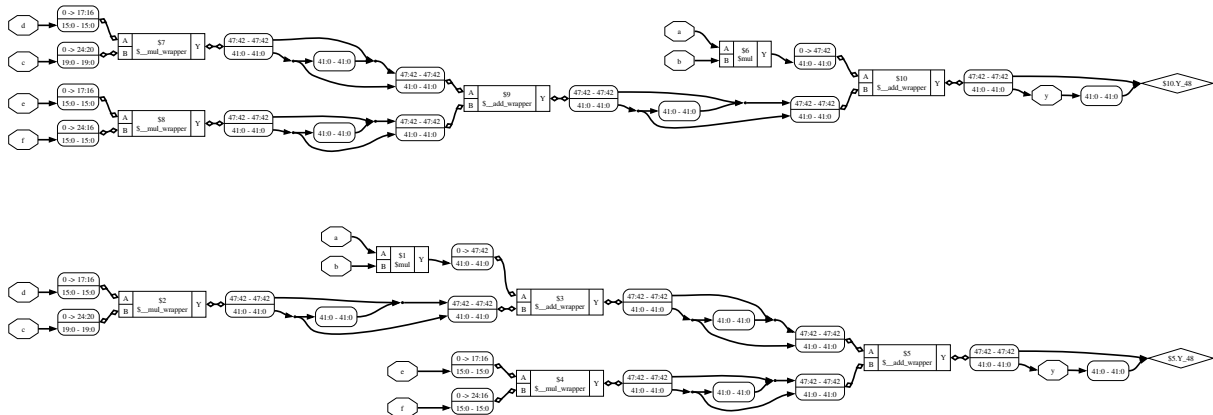 d
0 -> 17:16
15:0 - 15:0
c
0 -> 24:20
19:0 - 19:0
A
B
$7
$__mul_wrapper
Y
47:42 - 47:42
41:0 - 41:0
41:0 - 41:0
47:42 - 47:42
41:0 - 41:0
e
0 -> 17:16
15:0 - 15:0
f
0 -> 24:16
15:0 - 15:0
A
B
$8
$__mul_wrapper
Y
47:42 - 47:42
41:0 - 41:0
41:0 - 41:0
47:42 - 47:42
41:0 - 41:0
A
B
$9
$__add_wrapper
Y
47:42 - 47:42
41:0 - 41:0
41:0 - 41:0
47:42 - 47:42
41:0 - 41:0
a
b
A
B
$6
$mul
Y
0 -> 47:42
41:0 - 41:0
A
B
$10
$__add_wrapper
Y
47:42 - 47:42
41:0 - 41:0
y
41:0 - 41:0
$10.Y_48
a
b
A
B
$1
$mul
Y
0 -> 47:42
41:0 - 41:0
d
0 -> 17:16
15:0 - 15:0
c
0 -> 24:20
19:0 - 19:0
A
B
$2
$__mul_wrapper
Y
47:42 - 47:42
41:0 - 41:0
41:0 - 41:0
47:42 - 47:42
41:0 - 41:0
A
B
$3
$__add_wrapper
Y
47:42 - 47:42
41:0 - 41:0
41:0 - 41:0
47:42 - 47:42
41:0 - 41:0
e
0 -> 17:16
15:0 - 15:0
f
0 -> 24:16
15:0 - 15:0
A
B
$4
$__mul_wrapper
Y
47:42 - 47:42
41:0 - 41:0
41:0 - 41:0
47:42 - 47:42
41:0 - 41:0
A
B
$5
$__add_wrapper
Y
47:42 - 47:42
41:0 - 41:0
y
41:0 - 41:0
$5.Y_48